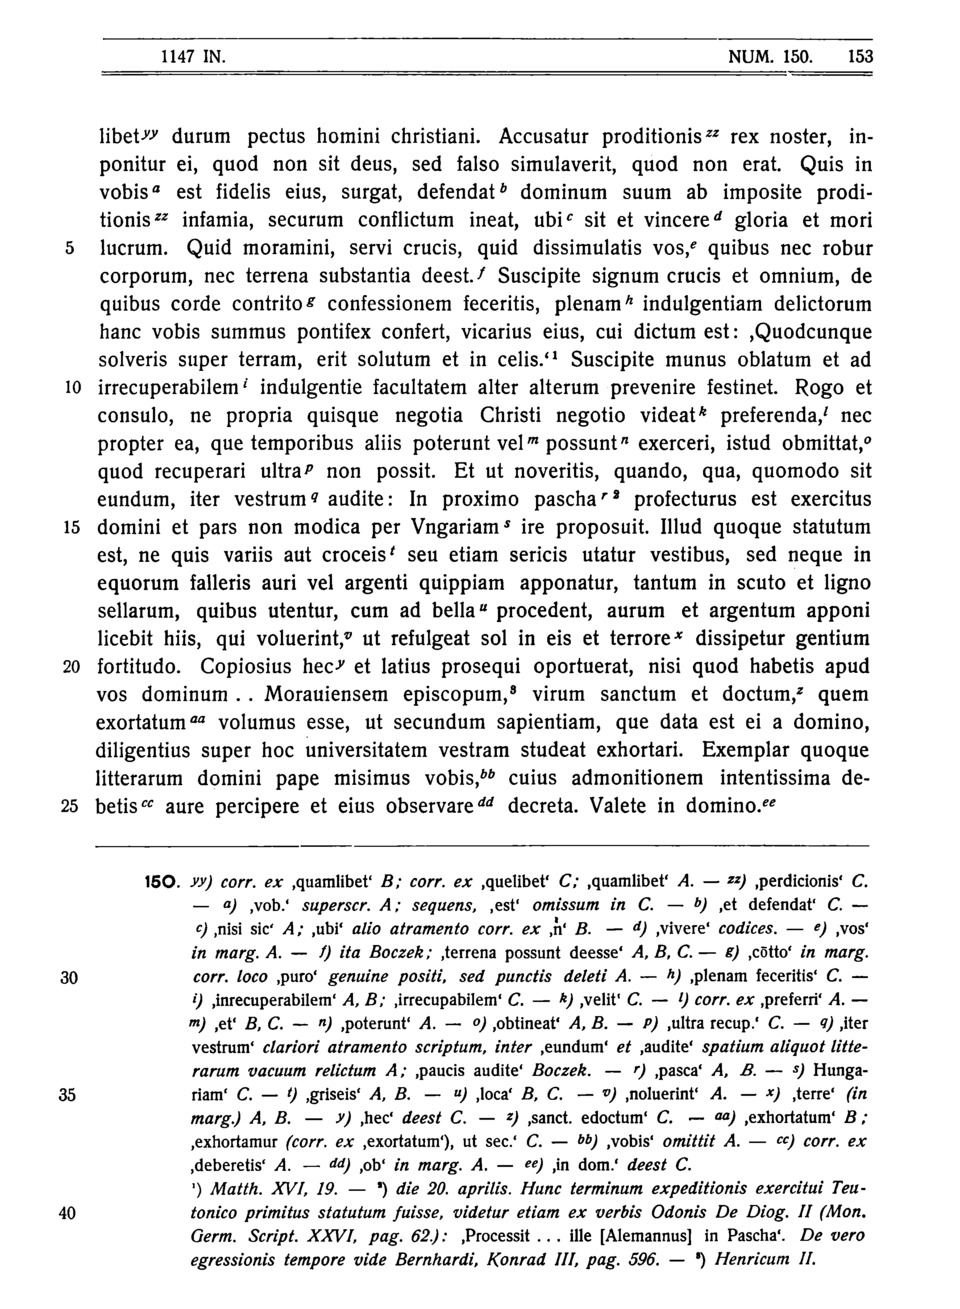 1147 IN. NUM. 150. 153
libet yy durum pectus homini christiani. Accusatur proditionis zz rex noster, in-
ponitur ei, quod non sit deus, sed falso simulaverit, quod non erat. Quis in
vobis a est fidelis eius, surgat, defendat b dominum suum ab imposite prodi-
tionis zz infamia, securum conflictum ineat, ubi c sit et vincere d gloria et mori
5 lucrum. Quid moramini, servi crucis, quid dissimulatis vos, e quibus nec robur
corporum, nec terrena substantia deest. f Suscipite signum crucis et omnium, de
quibus corde contrito g confessionem feceritis, plenam h indulgentiam delictorum
hanc vobis summus pontifex confert, vicarius eius, cui dictum est: ‚Quodcunque
solveris super terram, erit solutum et in celis.‘ 1 Suscipite munus oblatum et ad
10 irrecuperabilem i indulgentie facultatem alter alterum prevenire festinet. Rogo et
consulo, ne propria quisque negotia Christi negotio videat k preferenda, l nec
propter ea, que temporibus aliis poterunt vel m possunt n exerceri, istud obmittat, o
quod recuperari ultra p non possit. Et ut noveritis, quando, qua, quomodo sit
eundum, iter vestrum q audite: In proximo pascha r 2 profecturus est exercitus
15 domini et pars non modica per Vngariam s ire proposuit. Illud quoque statutum
est, ne quis variis aut croceis t seu etiam sericis utatur vestibus, sed neque in
equorum falleris auri vel argenti quippiam apponatur, tantum in scuto et ligno
sellarum, quibus utentur, cum ad bella u procedent, aurum et argentum apponi
licebit hiis, qui voluerint, v ut refulgeat sol in eis et terrore x dissipetur gentium
20 fortitudo. Copiosius hec y et latius prosequi oportuerat, nisi quod habetis apud
vos dominum . . Morauiensem episcopum, 3 virum sanctum et doctum, z quem
exortatum aa volumus esse, ut secundum sapientiam, que data est ei a domino,
diligentius super hoc universitatem vestram studeat exhortari. Exemplar quoque
litterarum domini pape misimus vobis, bb cuius admonitionem intentissima de-
25 betis cc aure percipere et eius observare dd decreta. Valete in domino. ee
150. yy) corr. ex ‚quamlibet‘ B; corr. ex ‚quelibet‘ C; ‚quamlibet‘ A. — zz) ‚perdicionis‘ C.
— a) ‚vob.‘ superscr. A; sequens, ‚est‘ omissum in C. — b) ‚et defendat‘ C. —
c) ‚nisi sic‘ A; ‚ubi‘ alio atramento corr. ex ‚n‘ B. — d) ‚vivere‘ codices. — e) ‚vos‘
in marg. A. — f) ita Boczek; ‚terrena possunt deesse‘ A, B, C. — g) ‚cōtto‘ in marg.
30 corr. loco ‚puro‘ genuine positi, sed punctis deleti A. — h) ‚plenam feceritis‘ C. —
i) ‚inrecuperabilem‘ A, B; ‚irrecupabilem‘ C. — k) ‚velit‘ C. — l) corr. ex ‚preferri‘ A. —
m) ‚et‘ B, C. — n) ‚poterunt‘ A. — o) ‚obtineat‘ A, B. — p) ‚ultra recup.‘ C. — q) ‚iter
vestrum‘ clariori atramento scriptum, inter ‚eundum‘ et ‚audite‘ spatium aliquot litte-
rarum vacuum relictum A; ‚paucis audite‘ Boczek. — r) ‚pasca‘ A, B. — s) Hunga-
35 riam‘ C. — t) ‚griseis‘ A, B. — u) ‚loca‘ B, C. — v) ‚noluerint‘ A. — x) ‚terre‘ (in
marg.) A, B. — y) ‚hec‘ deest C. — z) ‚sanct. edoctum‘ C. — aa) ‚exhortatum‘ B;
‚exhortamur (corr. ex ‚exortatum‘), ut sec.‘ C. — bb) ‚vobis‘ omittit A. — cc) corr. ex
‚deberetis‘ A. — dd) ‚ob‘ in marg. A. — ee) ‚in dom.‘ deest C.
1) Matth. XVI, 19. — 2) die 20. aprilis. Hunc terminum expeditionis exercitui Teu-
40 tonico primitus statutum fuisse, videtur etiam ex verbis Odonis De Diog. II (Mon.
Germ. Script. XXVI, pag. 62.): ‚Processit . . . ille [Alemannus] in Pascha‘. De vero
egressionis tempore vide Bernhardi, Konrad III, pag. 596. — 3) Henricum II.